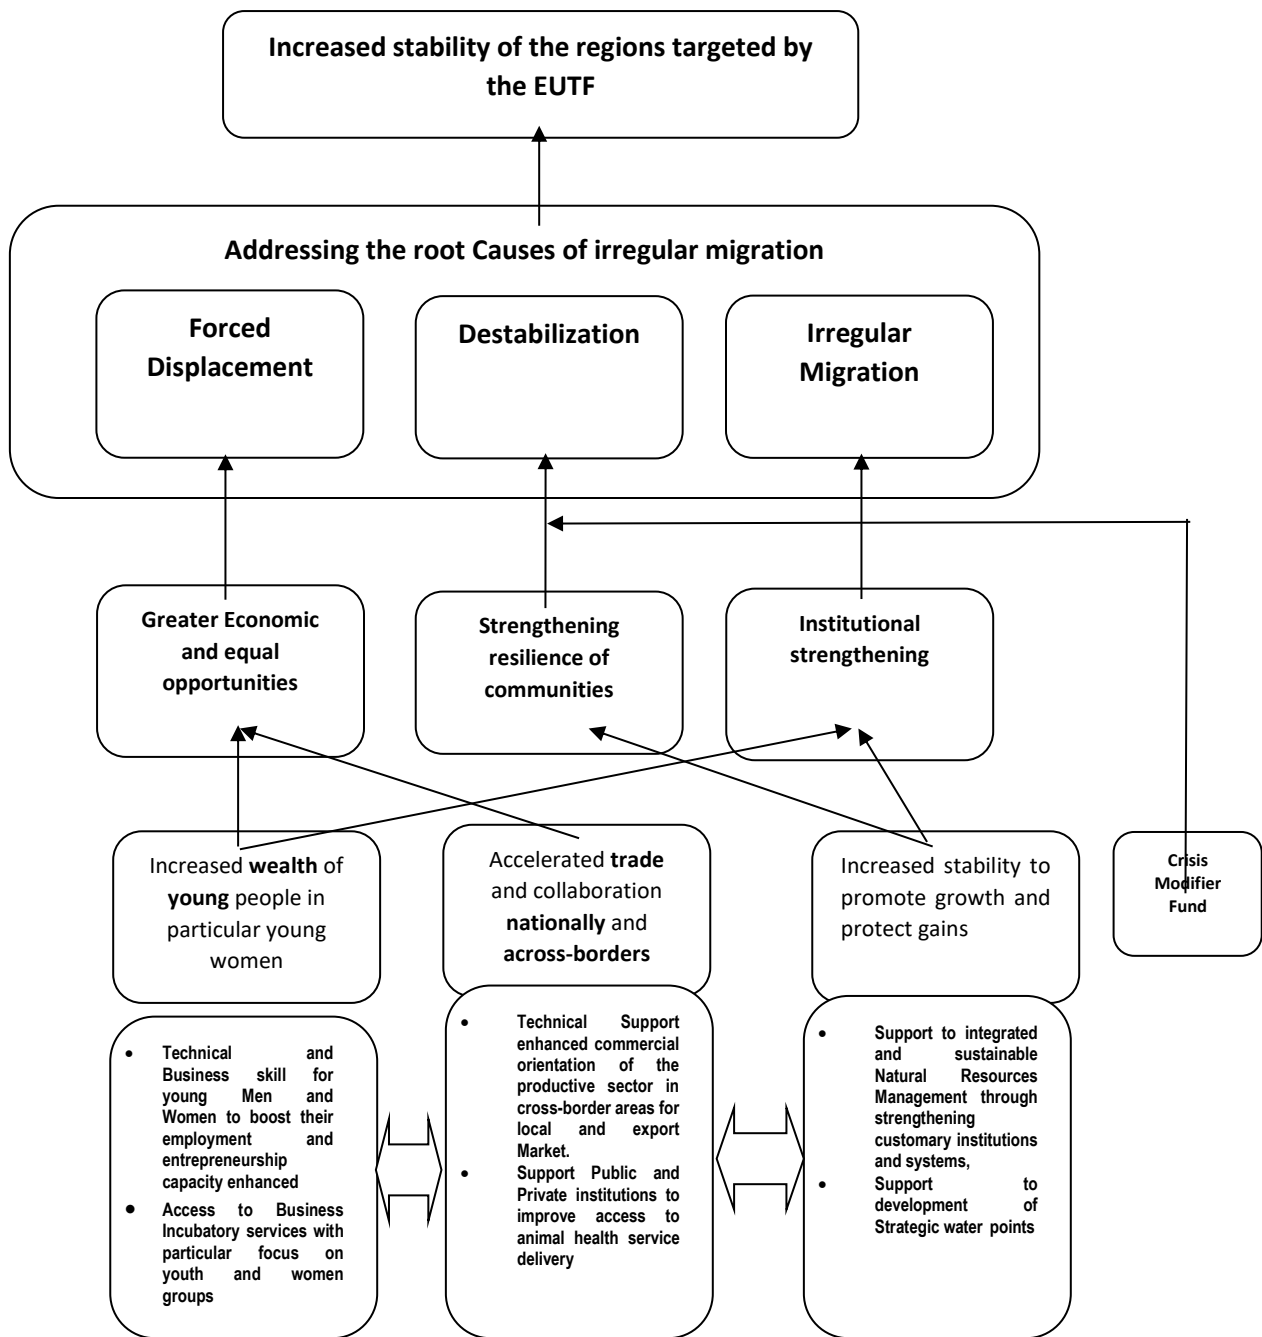 Increased stability of the regions targeted by
the EUTF
Addressing the root Causes of irregular migration
Forced
Displacement
Destabilization
Irregular
Migration
Greater Economic
and equal
opportunities
Strengthening
resilience of
communities
Institutional
strengthening
Increased wealth of
young people in
particular young
women
Accelerated trade
and collaboration
nationally and
across-borders
Increased stability to
promote growth and
protect gains
Crisis
Modifier
Fund
• Technical and
Business skill for
young Men and
Women to boost their
employment and
entrepreneurship
capacity enhanced
• Access to Business
Incubatory services with
particular focus on
youth and women
groups
• Technical Support
enhanced commercial
orientation of the
productive sector in
cross-border areas for
local and export
Market.
• Support Public and
Private institutions to
improve access to
animal health service
delivery
• Support to integrated
and sustainable
Natural Resources
Management through
strengthening
customary institutions
and systems,
• Support to
development of
Strategic water points